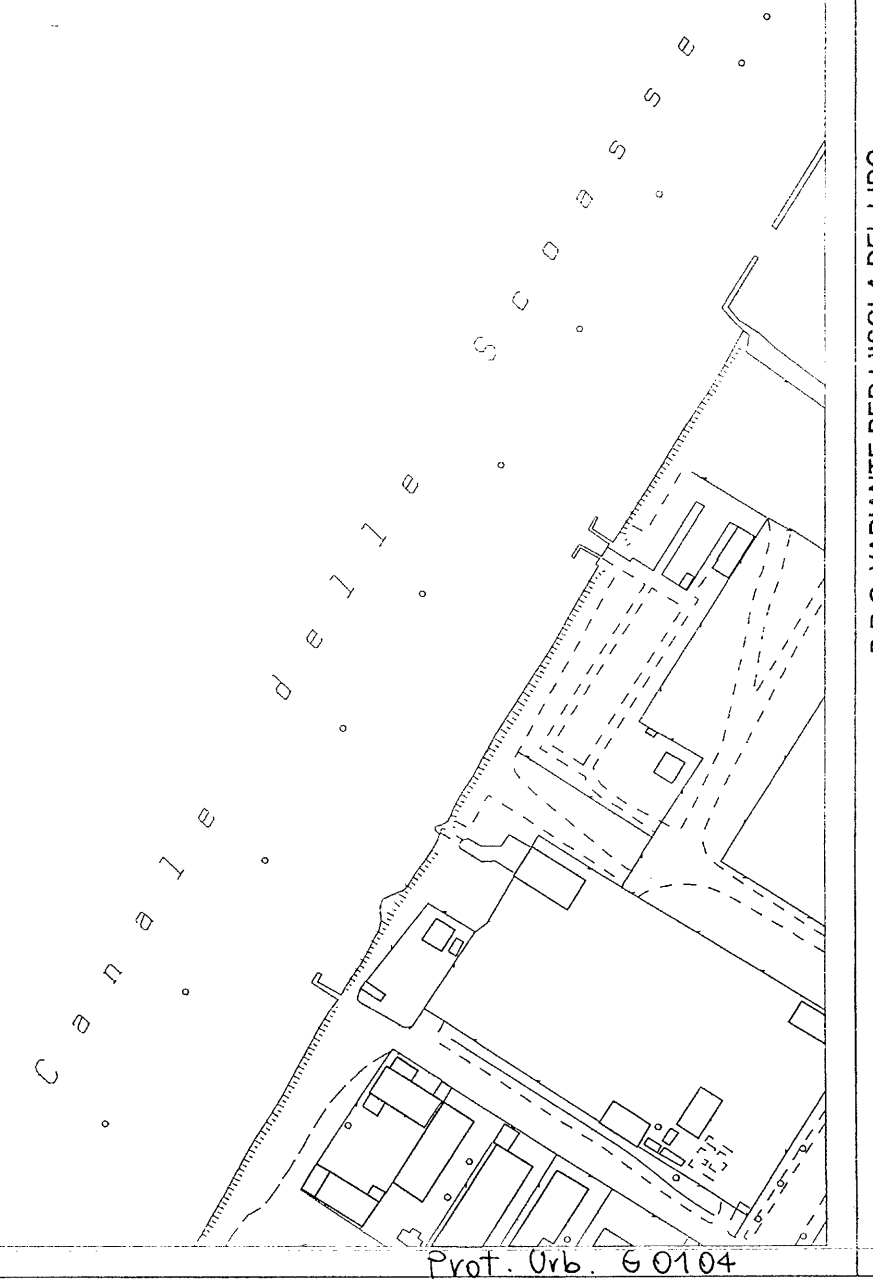 Canale delle Scoasse
P.R.G. VARIANTE PER L'ISOLA DEL LIDO
Prot. Urb. G0104